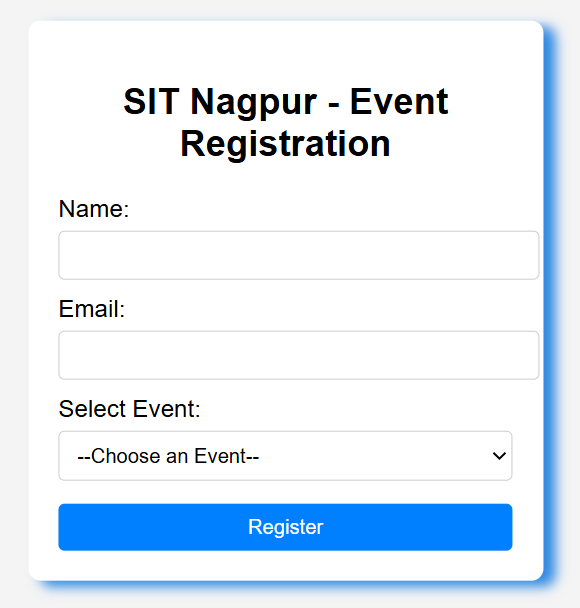 SIT Nagpur - Event
Registration
Name:
Email:
Select Event:
--Choose an Event--
Register